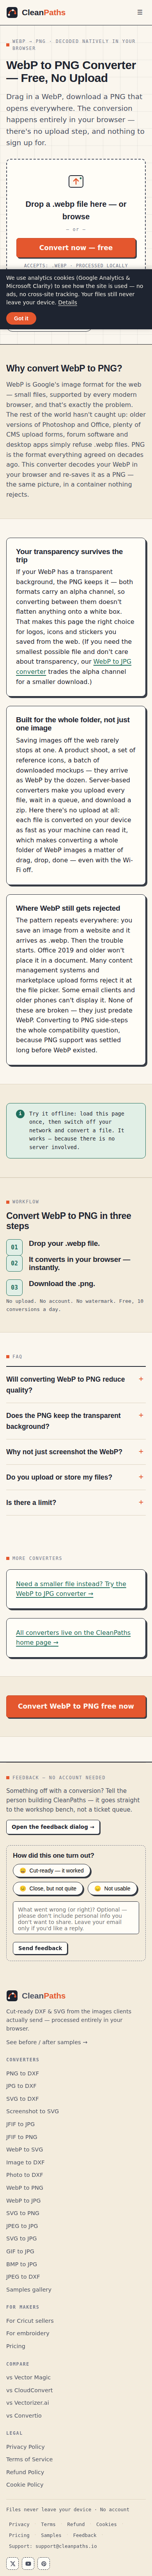 CleanPaths
☰
WEBP → PNG · DECODED NATIVELY IN YOUR
BROWSER
WebP to PNG Converter
— Free, No Upload
Drag in a WebP, download a PNG that
opens everywhere. The conversion
happens entirely in your browser —
there's no upload step, and nothing to
sign up for.
Drop a .webp file here — or
browse
— or —
Convert now — free
ACCEPTS: .WEBP · PROCESSED LOCALLY
We use analytics cookies (Google Analytics &
Microsoft Clarity) to see how the site is used — no
ads, no cross-site tracking. Your files still never
leave your device. Details
Got it
Why convert WebP to PNG?
WebP is Google's image format for the web
— small files, supported by every modern
browser, and that's exactly the problem.
The rest of the world hasn't caught up: older
versions of Photoshop and Office, plenty of
CMS upload forms, forum software and
desktop apps simply refuse .webp files. PNG
is the format everything agreed on decades
ago. This converter decodes your WebP in
your browser and re-saves it as a PNG —
the same picture, in a container nothing
rejects.
Your transparency survives the
trip
If your WebP has a transparent
background, the PNG keeps it — both
formats carry an alpha channel, so
converting between them doesn't
flatten anything onto a white box.
That makes this page the right choice
for logos, icons and stickers you
saved from the web. (If you need the
smallest possible file and don't care
about transparency, our WebP to JPG
converter trades the alpha channel
for a smaller download.)
Built for the whole folder, not just
one image
Saving images off the web rarely
stops at one. A product shoot, a set of
reference icons, a batch of
downloaded mockups — they arrive
as WebP by the dozen. Server-based
converters make you upload every
file, wait in a queue, and download a
zip. Here there's no upload at all:
each file is converted on your device
as fast as your machine can read it,
which makes converting a whole
folder of WebP images a matter of
drag, drop, done — even with the Wi-
Fi off.
Where WebP still gets rejected
The pattern repeats everywhere: you
save an image from a website and it
arrives as .webp. Then the trouble
starts. Office 2019 and older won't
place it in a document. Many content
management systems and
marketplace upload forms reject it at
the file picker. Some email clients and
older phones can't display it. None of
these are broken — they just predate
WebP. Converting to PNG side-steps
the whole compatibility question,
because PNG support was settled
long before WebP existed.
Try it offline: load this page
once, then switch off your
network and convert a file. It
works — because there is no
server involved.
WORKFLOW
Convert WebP to PNG in three
steps
01
Drop your .webp file.
02
It converts in your browser —
instantly.
03
Download the .png.
No upload. No account. No watermark. Free, 10
conversions a day.
FAQ
Will converting WebP to PNG reduce
quality?
+
Does the PNG keep the transparent
background?
+
Why not just screenshot the WebP?
+
Do you upload or store my files?
+
Is there a limit?
+
MORE CONVERTERS
Need a smaller file instead? Try the
WebP to JPG converter →
All converters live on the CleanPaths
home page →
Convert WebP to PNG free now
FEEDBACK — NO ACCOUNT NEEDED
Something off with a conversion? Tell the
person building CleanPaths — it goes straight
to the workshop bench, not a ticket queue.
Open the feedback dialog →
How did this one turn out?
Cut-ready — it worked
Close, but not quite
Not usable
What went wrong (or right)? Optional —
please don't include personal info you
don't want to share. Leave your email
only if you'd like a reply.
Send feedback
CleanPaths
Cut-ready DXF & SVG from the images clients
actually send — processed entirely in your
browser.
See before / after samples →
CONVERTERS
PNG to DXF
JPG to DXF
SVG to DXF
Screenshot to SVG
JFIF to JPG
JFIF to PNG
WebP to SVG
Image to DXF
Photo to DXF
WebP to PNG
WebP to JPG
SVG to PNG
JPEG to JPG
SVG to JPG
GIF to JPG
BMP to JPG
JPEG to DXF
Samples gallery
FOR MAKERS
For Cricut sellers
For embroidery
Pricing
COMPARE
vs Vector Magic
vs CloudConvert
vs Vectorizer.ai
vs Convertio
LEGAL
Privacy Policy
Terms of Service
Refund Policy
Cookie Policy
Files never leave your device · No account
Privacy Terms Refund Cookies
Pricing Samples Feedback
Support: support@cleanpaths.io